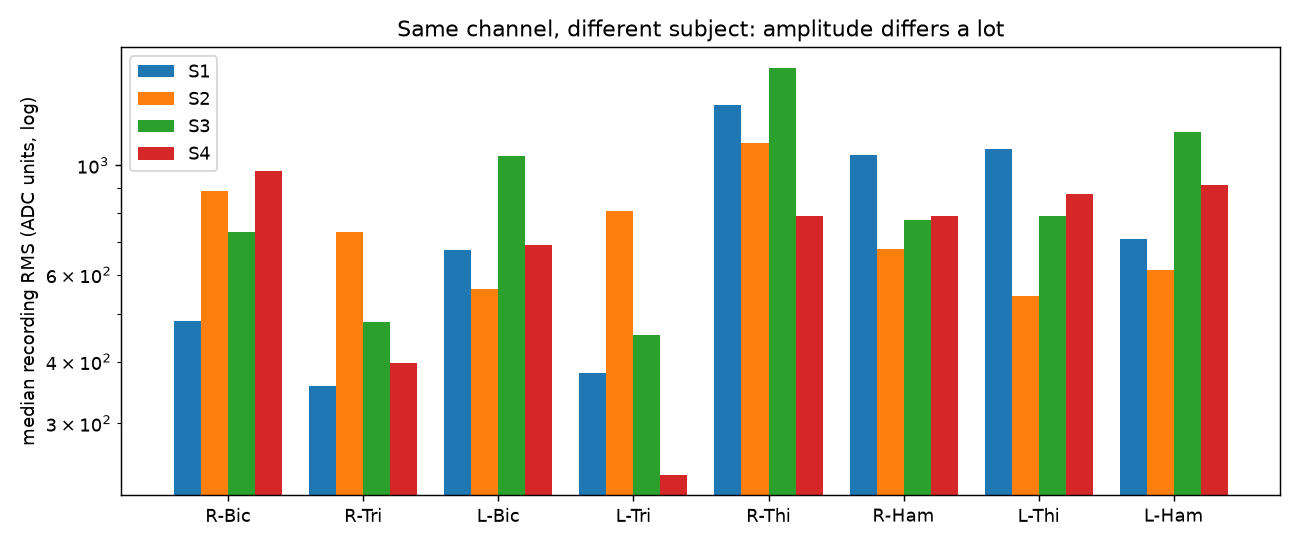 Same channel, different subject: amplitude differs a lot
median recording RMS (ADC units, log)
S1
S2
S3
S4
10³
6 × 10²
4 × 10²
3 × 10²
R-Bic R-Tri L-Bic L-Tri R-Thi R-Ham L-Thi L-Ham